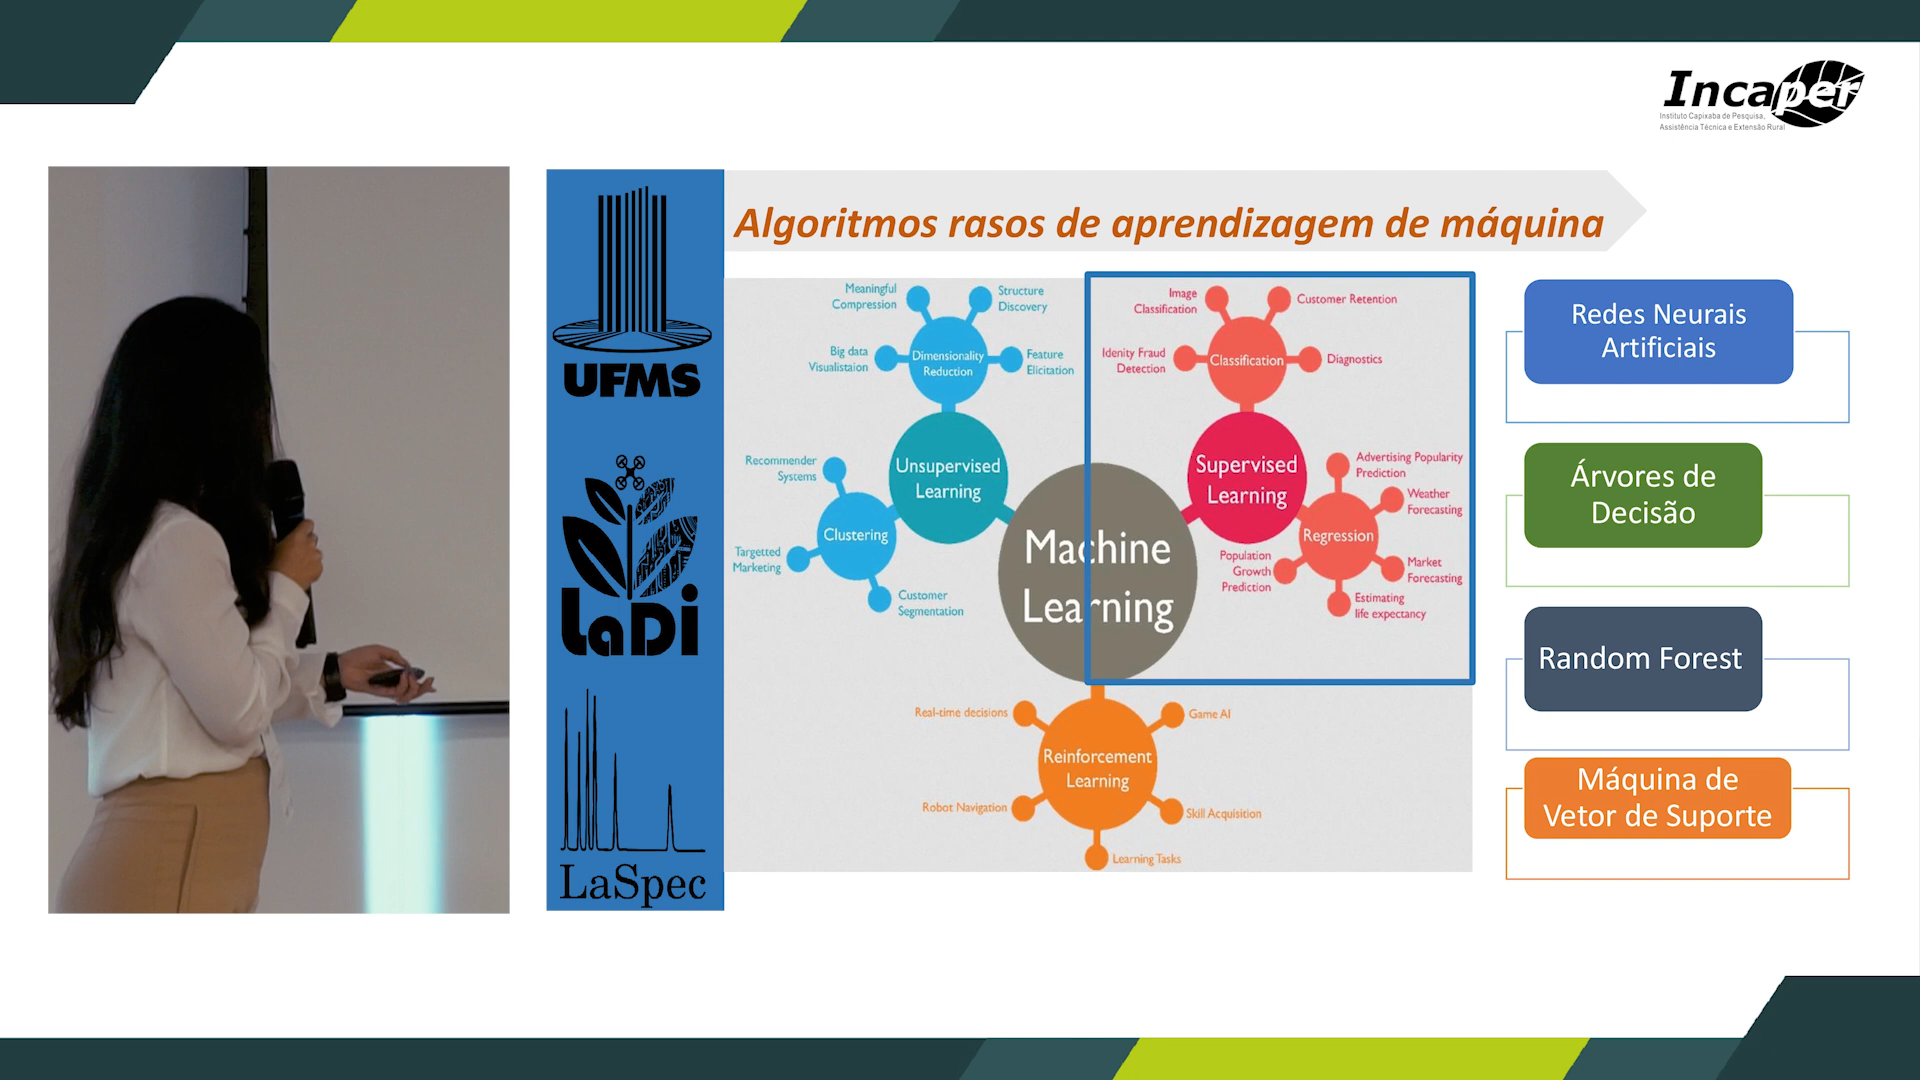 Incaper
Instituto Capixaba de Pesquisa,
Assistência Técnica e Extensão Rural
UFMS
LaDi
LaSpec
Algoritmos rasos de aprendizagem de máquina
Meaningful
Compression
Structure
Discovery
Big data
Visualistaion
Dimensionality
Reduction
Feature
Elicitation
Recommender
Systems
Unsupervised
Learning
Clustering
Targetted
Marketing
Customer
Segmentation
Machine
Learning
Image
Classification
Customer Retention
Idenity Fraud
Detection
Classification
Diagnostics
Supervised
Learning
Advertising Popularity
Prediction
Weather
Forecasting
Regression
Population
Growth
Prediction
Market
Forecasting
Estimating
life expectancy
Real-time decisions
Game AI
Reinforcement
Learning
Robot Navigation
Skill Acquisition
Learning Tasks
Redes Neurais
Artificiais
Árvores de
Decisão
Random Forest
Máquina de
Vetor de Suporte